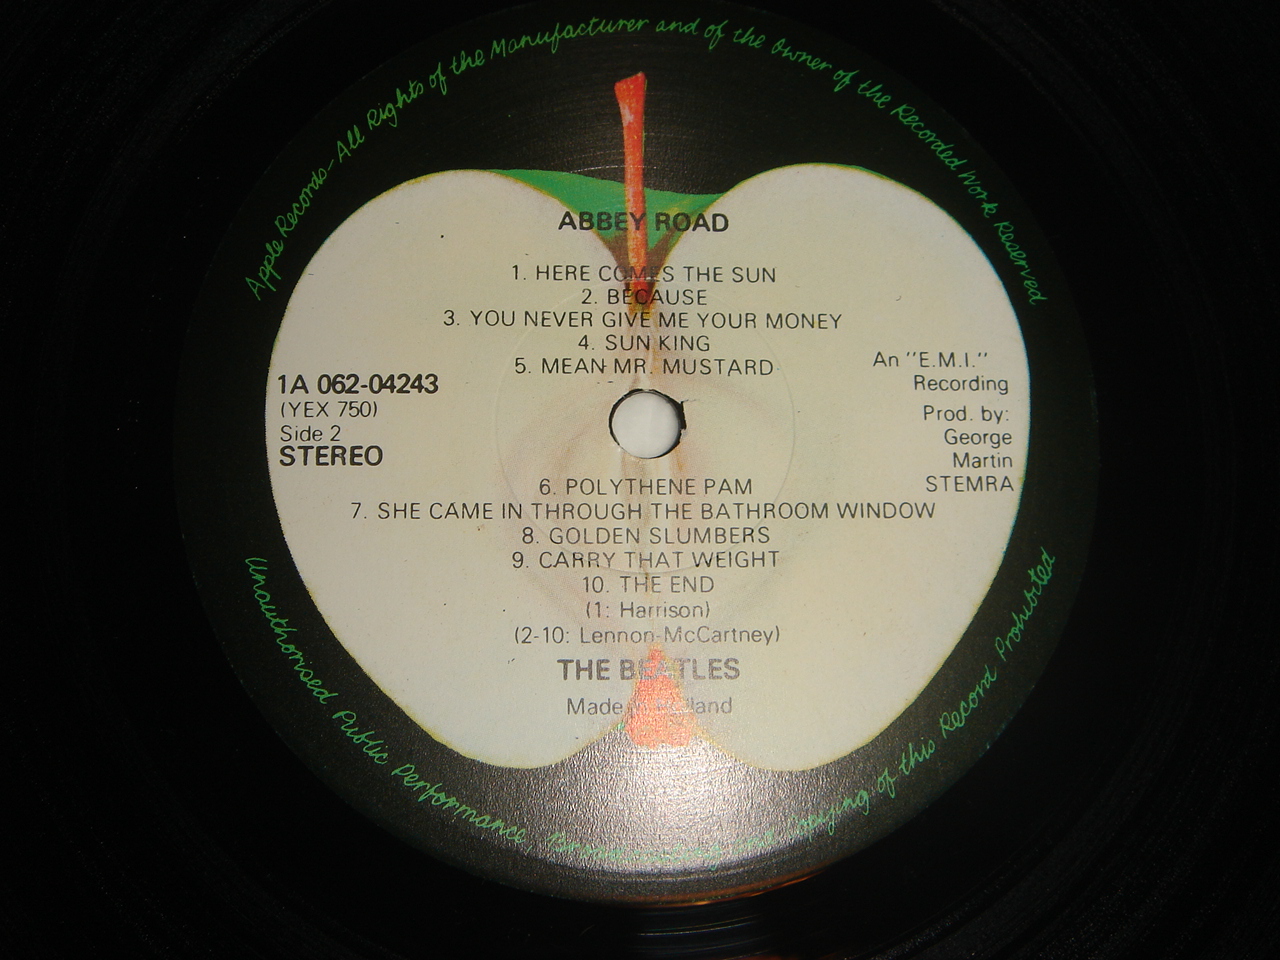 Apple Records-All Rights of the Manufacturer and of the Owner of the Recorded Work Reserved
ABBEY ROAD
1. HERE COMES THE SUN
2. BECAUSE
3. YOU NEVER GIVE ME YOUR MONEY
4. SUN KING
5. MEAN MR. MUSTARD
1A 062-04243
(YEX 750)
Side 2
STEREO
An "E.M.I."
Recording
Prod. by:
George
Martin
STEMRA
6. POLYTHENE PAM
7. SHE CAME IN THROUGH THE BATHROOM WINDOW
8. GOLDEN SLUMBERS
9. CARRY THAT WEIGHT
10. THE END
(1: Harrison)
(2-10: Lennon-McCartney)
THE BEATLES
Made in Holland
Unauthorised Public Performance, Copying of this Record Prohibited